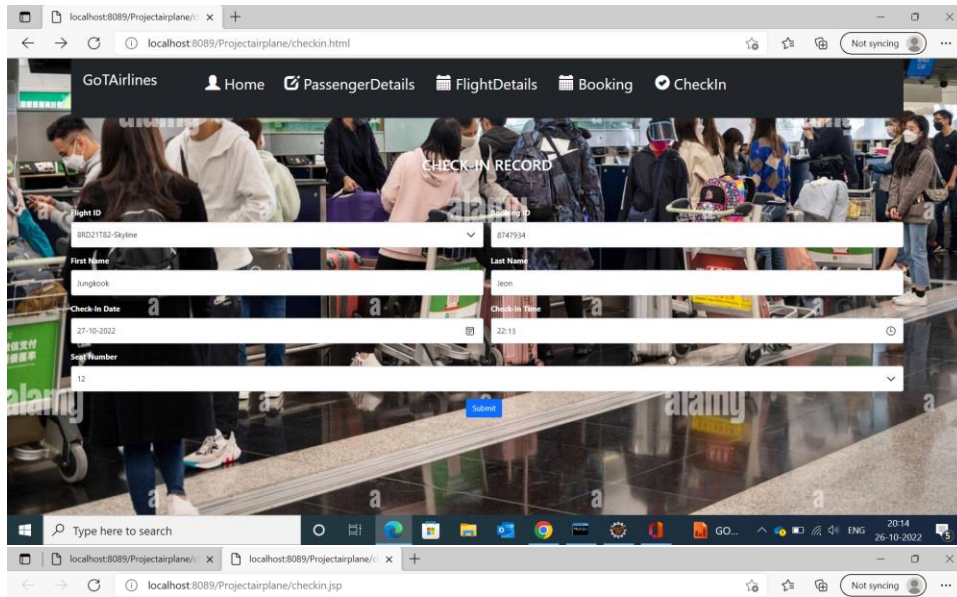 localhost:8089/Projectairplane/c
localhost:8089/Projectairplane/checkin.html
Not syncing
GoTAirlines
Home
PassengerDetails
FlightDetails
Booking
CheckIn
alamy
CHECK-IN RECORD
Flight ID
Booking ID
8RD21T82-Skyline
8747934
First Name
Last Name
Jungkook
Jeon
Check-In Date
Check-in Time
27-10-2022
22:13
Seat Number
12
Submit
alamy
alamy
a
a
a
Type here to search
GO...
ENG
20:14
26-10-2022
localhost:8089/Projectairplane/c
localhost:8089/Projectairplane/c
localhost:8089/Projectairplane/checkin.jsp
Not syncing